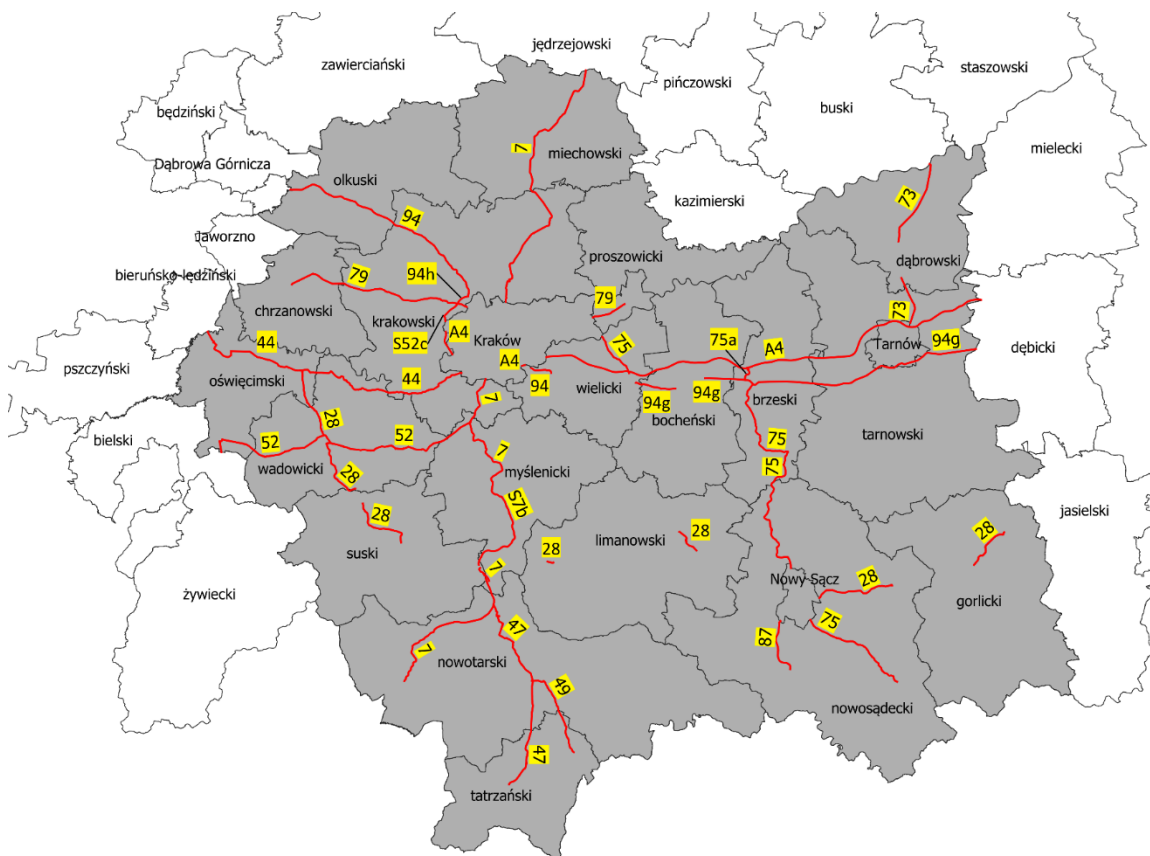 jędrzejowski
zawierciański
staszowski
pińczowski
będziński
buski
7
miechowski
mielecki
Dąbrowa Górnicza
olkuski
73
kazimierski
94
Jaworzno
proszowicki
dąbrowski
bieruńsko-lędziński
94h
79
79
chrzanowski
73
krakowski
A4
Kraków
S52c
75a
A4
Tarnów
94g
44
75
dębicki
pszczyński
A4
oświęcimski
44
94
wielicki
94g
94g
brzeski
7
28
bocheński
bielski
52
52
75
tarnowski
7
wadowicki
28
myślenicki
75
S7b
jasielski
28
28
28
limanowski
28
suski
7
Nowy Sącz
28
żywiecki
gorlicki
47
75
87
7
nowotarski
49
nowosądecki
47
tatrzański